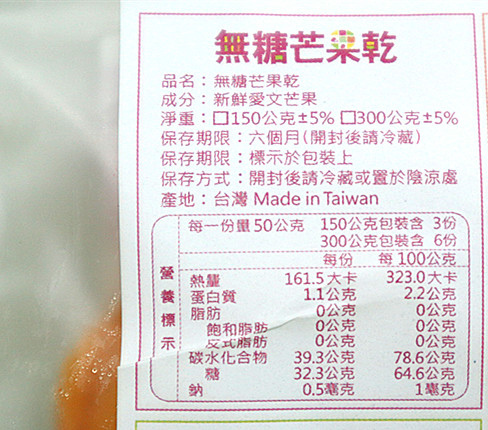 無糖芒果乾
品名：無糖芒果乾
成分：新鮮愛文芒果
淨重：□150公克±5% □300公克±5%
保存期限：六個月(開封後請冷藏)
保存期限：標示於包裝上
保存方式：開封後請冷藏或置於陰涼處
產地：台灣 Made in Taiwan
營養標示
每一份量50公克 150公克包裝含 3份
300公克包裝含 6份
每份 每100公克
熱量 161.5大卡 323.0大卡
蛋白質 1.1公克 2.2公克
脂肪 0公克 0公克
飽和脂肪 0公克 0公克
反式脂肪 0公克 0公克
碳水化合物 39.3公克 78.6公克
糖 32.3公克 64.6公克
鈉 0.5毫克 1毫克